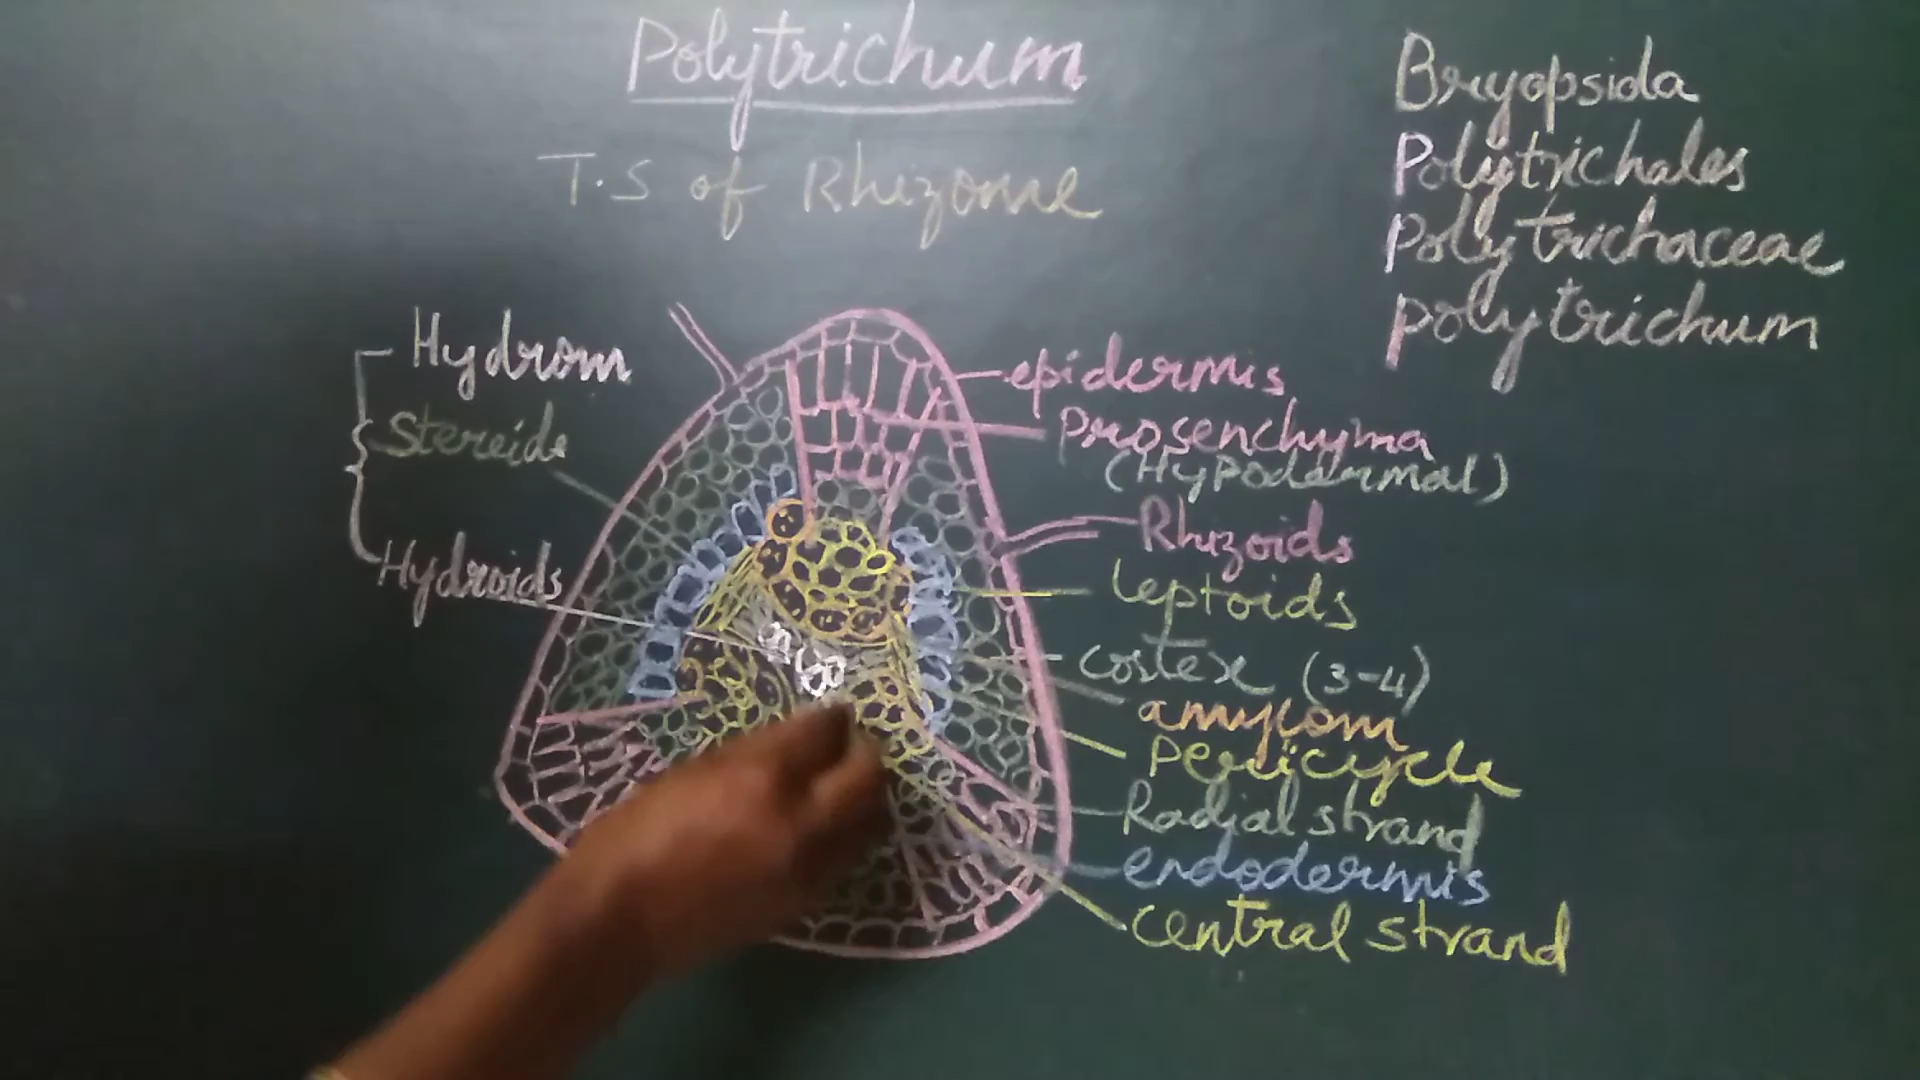 Polytrichum
T.S of Rhizome
Bryopsida
Polytrichales
Polytrichaceae
polytrichum
Hydrom
Stereids
Hydroids
epidermis
Prosenchyma
(Hypodermal)
Rhizoids
leptoids
Cortex (3-4)
amylom
Pericycle
Radial strand
endodermis
Central strand